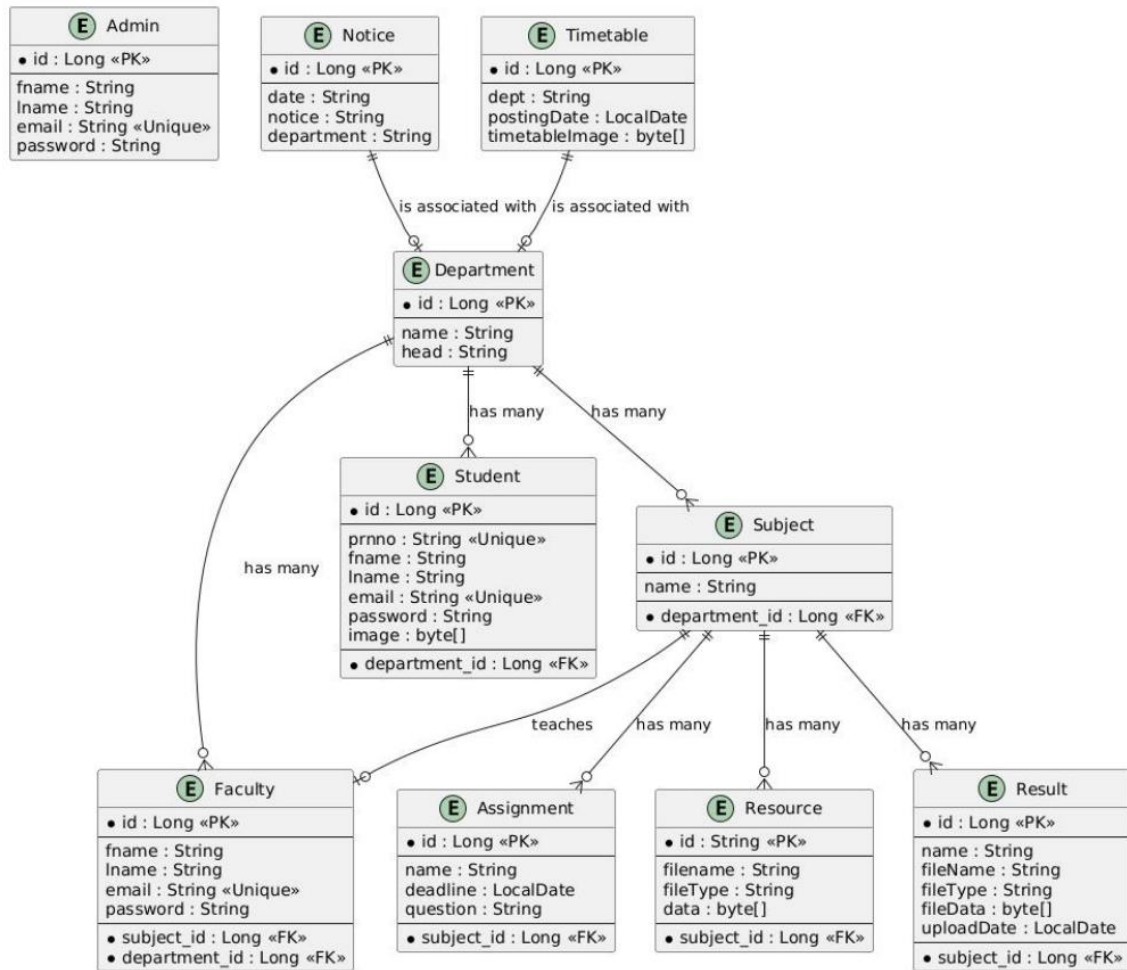 E Admin
* id : Long «PK»
fname : String
lname : String
email : String «Unique»
password : String
E Notice
* id : Long «PK»
date : String
notice : String
department : String
E Timetable
* id : Long «PK»
dept : String
postingDate : LocalDate
timetableImage : byte[]
is associated with
is associated with
E Department
* id : Long «PK»
name : String
head : String
has many
has many
has many
E Student
* id : Long «PK»
prnno : String «Unique»
fname : String
lname : String
email : String «Unique»
password : String
image : byte[]
* department_id : Long «FK»
E Subject
* id : Long «PK»
name : String
* department_id : Long «FK»
teaches
has many
has many
has many
E Faculty
* id : Long «PK»
fname : String
lname : String
email : String «Unique»
password : String
* subject_id : Long «FK»
* department_id : Long «FK»
E Assignment
* id : Long «PK»
name : String
deadline : LocalDate
question : String
* subject_id : Long «FK»
E Resource
* id : String «PK»
filename : String
fileType : String
data : byte[]
* subject_id : Long «FK»
E Result
* id : Long «PK»
name : String
fileName : String
fileType : String
fileData : byte[]
uploadDate : LocalDate
* subject_id : Long «FK»